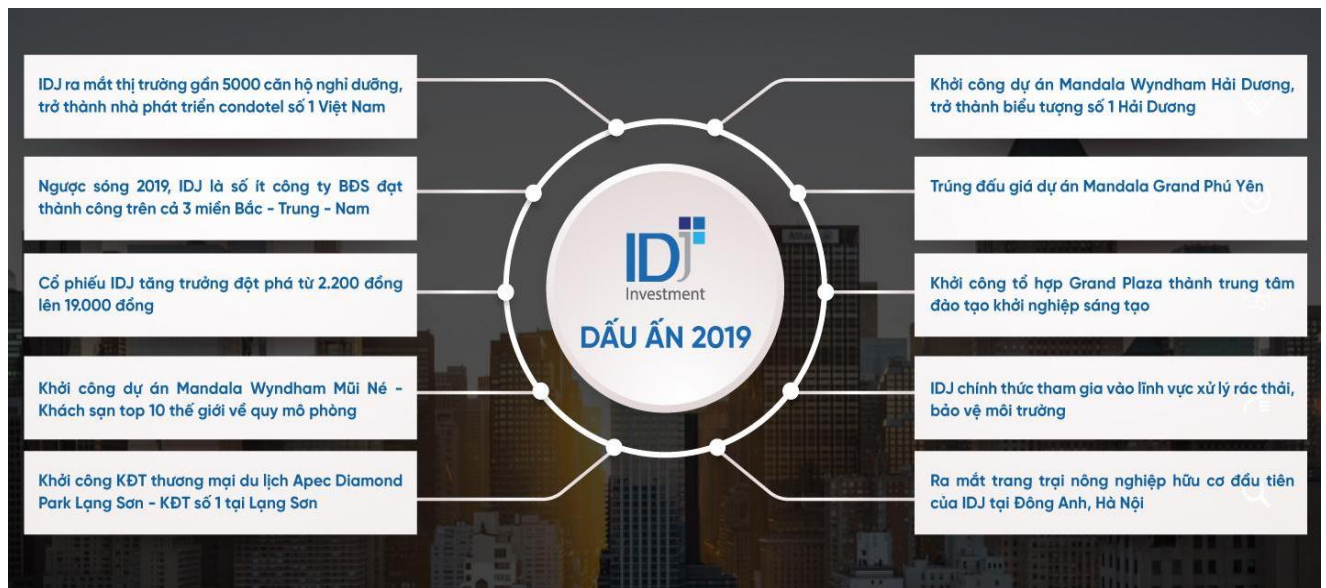 IDJ ra mắt thị trường gần 5000 căn hộ nghỉ dưỡng,
trở thành nhà phát triển condotel số 1 Việt Nam
Ngược sóng 2019, IDJ là số ít công ty BĐS đạt
thành công trên cả 3 miền Bắc - Trung - Nam
Cổ phiếu IDJ tăng trưởng đột phá từ 2.200 đồng
lên 19.000 đồng
Khởi công dự án Mandala Wyndham Mũi Né -
Khách sạn top 10 thế giới về quy mô phòng
Khởi công KĐT thương mại du lịch Apec Diamond
Park Lạng Sơn - KĐT số 1 tại Lạng Sơn
IDJ
Investment
DẤU ẤN 2019
Khởi công dự án Mandala Wyndham Hải Dương,
trở thành biểu tượng số 1 Hải Dương
Trúng đấu giá dự án Mandala Grand Phú Yên
Khởi công tổ hợp Grand Plaza thành trung tâm
đào tạo khởi nghiệp sáng tạo
IDJ chính thức tham gia vào lĩnh vực xử lý rác thải,
bảo vệ môi trường
Ra mắt trang trại nông nghiệp hữu cơ đầu tiên
của IDJ tại Đông Anh, Hà Nội